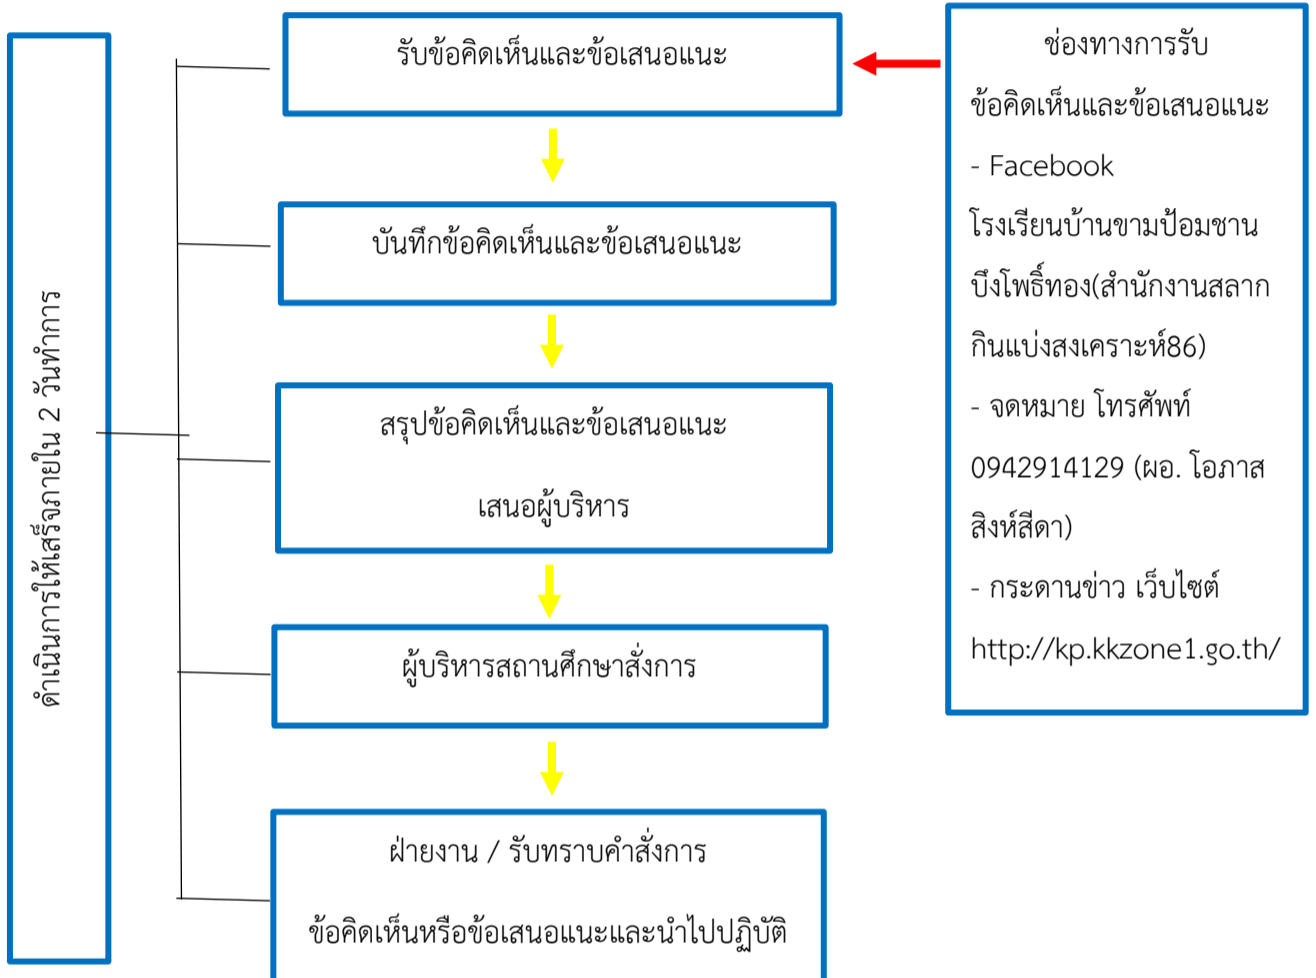 ดำเนินการให้เสร็จภายใน 2 วันทำการ
รับข้อคิดเห็นและข้อเสนอแนะ
บันทึกข้อคิดเห็นและข้อเสนอแนะ
สรุปข้อคิดเห็นและข้อเสนอแนะ
เสนอผู้บริหาร
ผู้บริหารสถานศึกษาสั่งการ
ฝ่ายงาน / รับทราบคำสั่งการ
ข้อคิดเห็นหรือข้อเสนอแนะและนำไปปฏิบัติ
ช่องทางการรับ
ข้อคิดเห็นและข้อเสนอแนะ
- Facebook
โรงเรียนบ้านขามป้อมชาน
บึงโพธิ์ทอง(สำนักงานสลาก
กินแบ่งสงเคราะห์86)
- จดหมาย โทรศัพท์
0942914129 (ผอ. โอภาส
สิงห์สีดา)
- กระดานข่าว เว็บไซต์
http://kp.kkzone1.go.th/